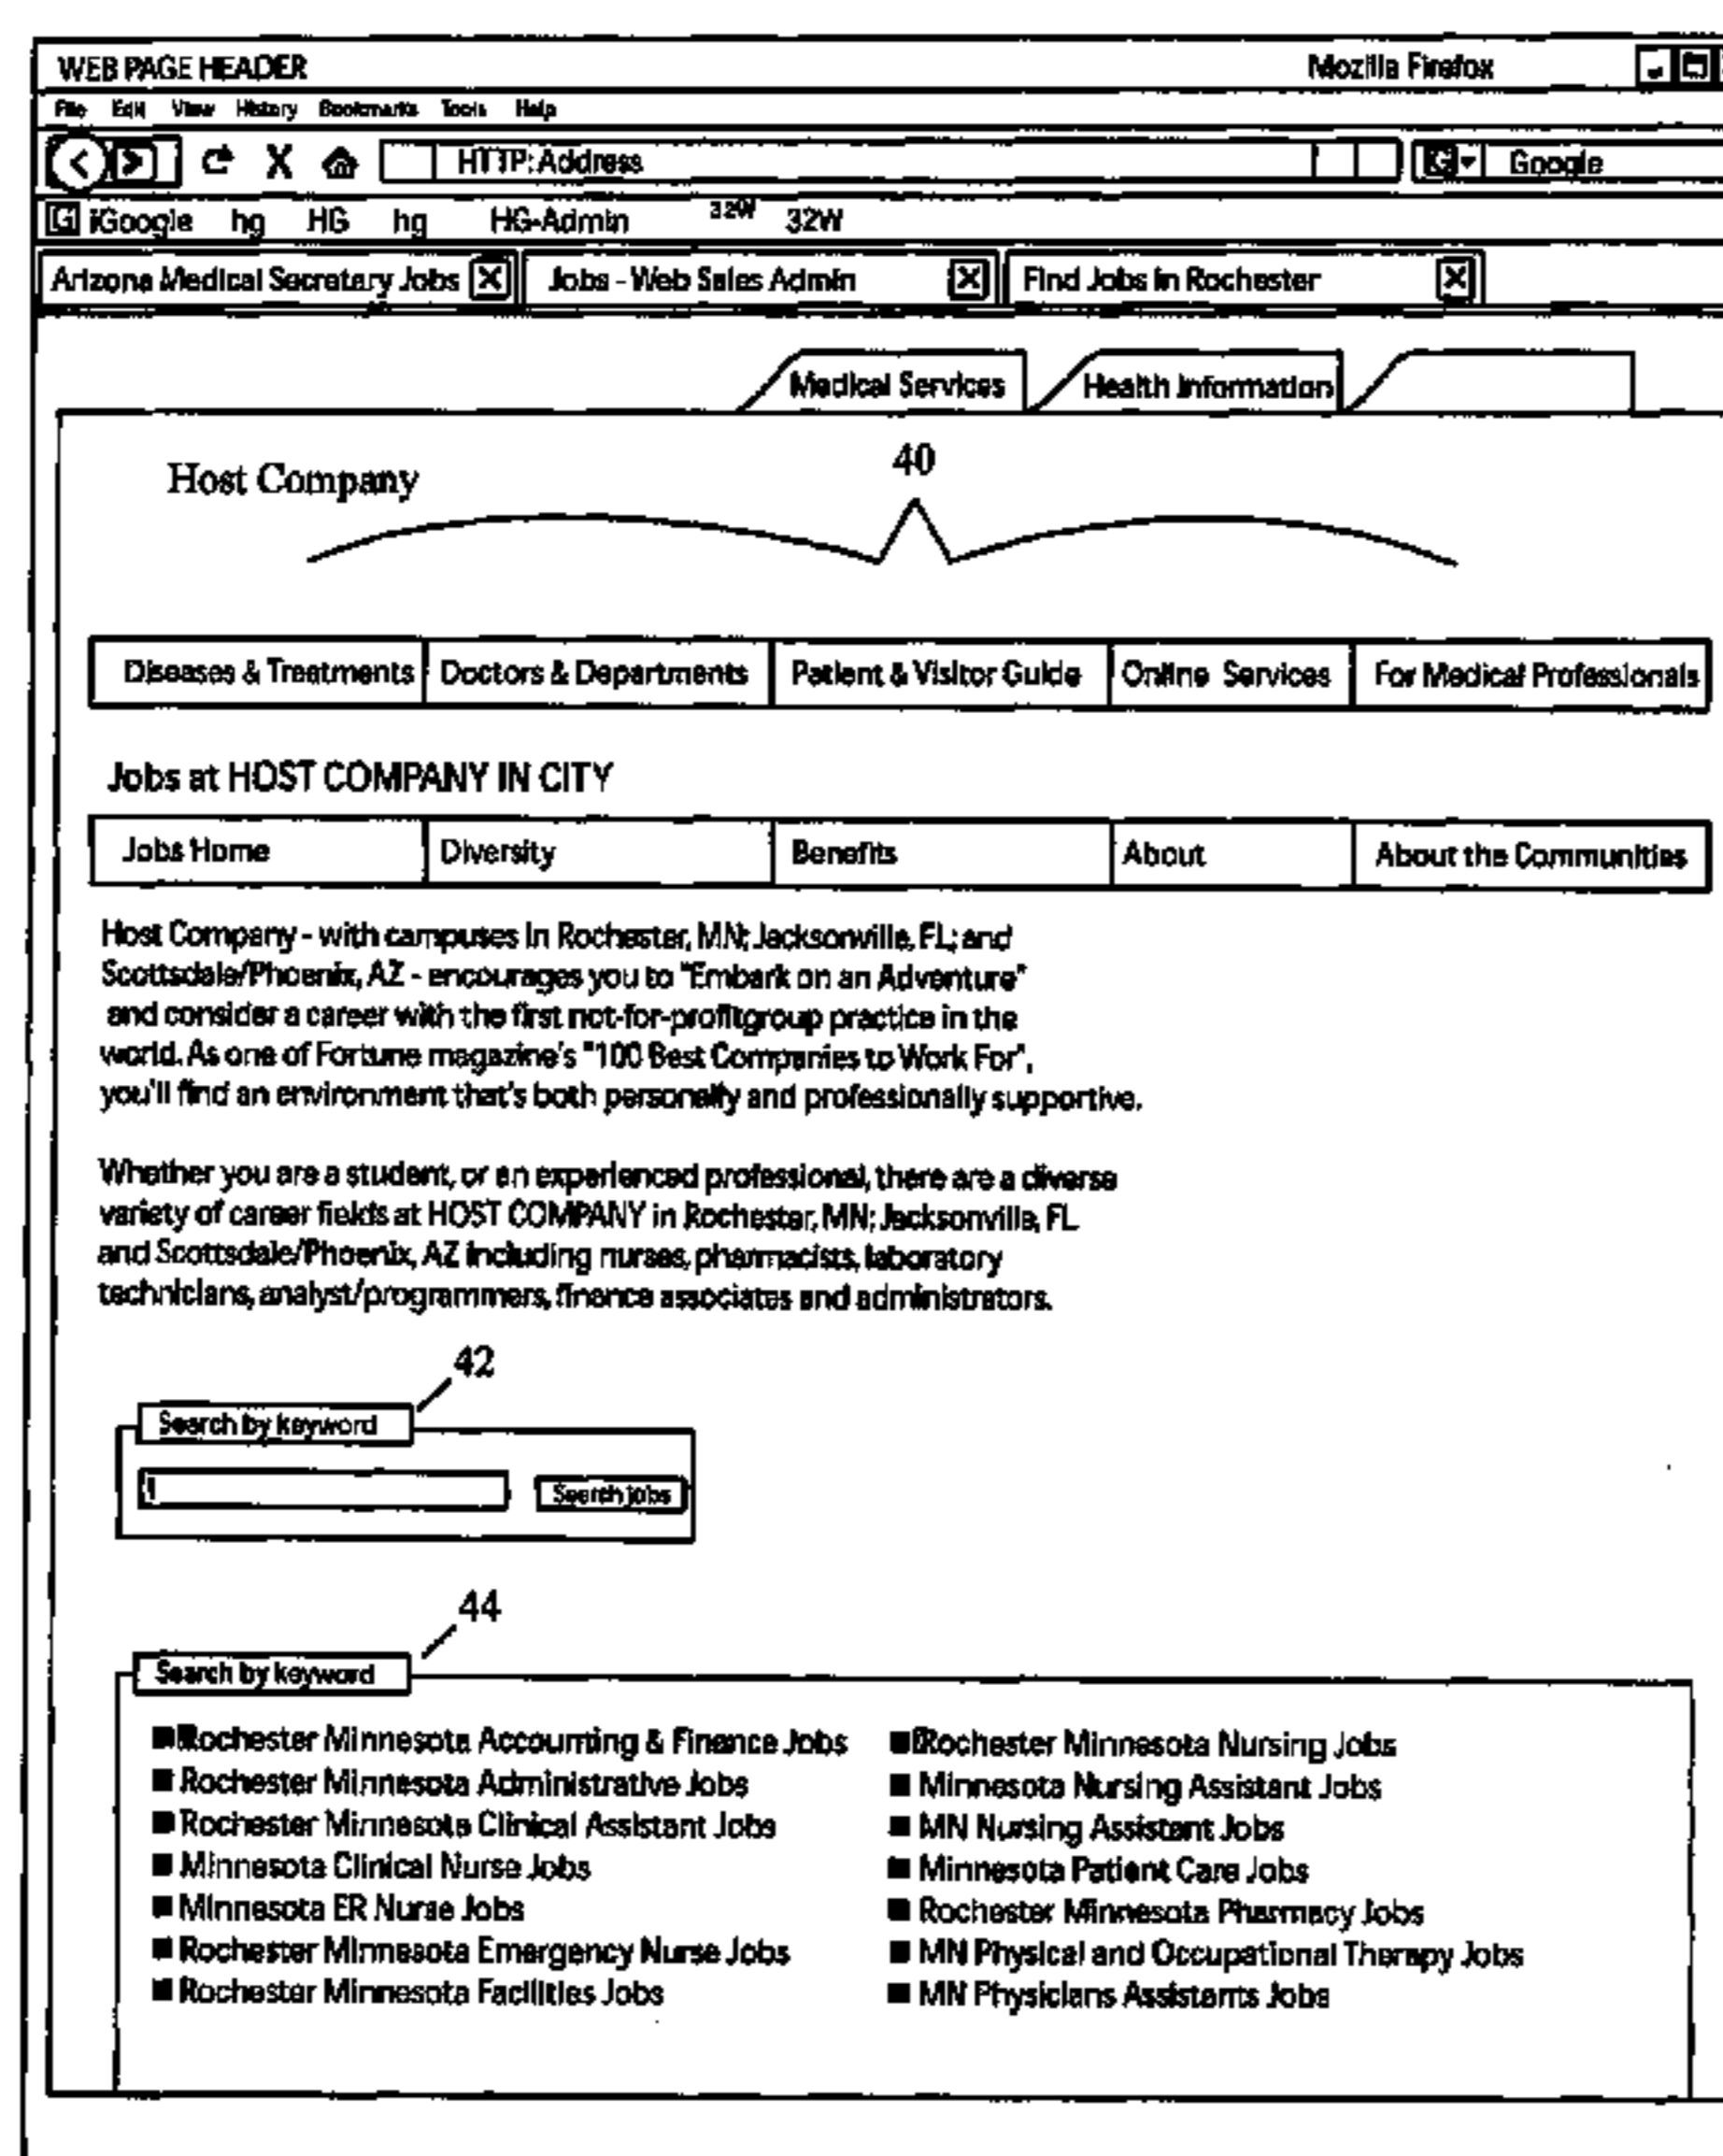 WEB PAGE HEADER Mozilla Firefox
File Edit View History Bookmarks Tools Help
HTTP: Address Google
G iGoogle hg HG hg HG-Admin 32W 32W
Arizona Medical Secretary Jobs Jobs - Web Sales Admin Find Jobs in Rochester
Medical Services Health Information
Host Company
40
Diseases & Treatments Doctors & Departments Patient & Visitor Guide Online Services For Medical Professionals
Jobs at HOST COMPANY IN CITY
Jobs Home Diversity Benefits About About the Communities
Host Company - with campuses in Rochester, MN; Jacksonville, FL; and
Scottsdale/Phoenix, AZ - encourages you to "Embark on an Adventure"
and consider a career with the first not-for-profitgroup practice in the
world. As one of Fortune magazine's "100 Best Companies to Work For",
you'll find an environment that's both personally and professionally supportive.
Whether you are a student, or an experienced professional, there are a diverse
variety of career fields at HOST COMPANY in Rochester, MN; Jacksonville, FL
and Scottsdale/Phoenix, AZ including nurses, pharmacists, laboratory
technicians, analyst/programmers, finance associates and administrators.
42
Search by keyword
Search jobs
44
Search by keyword
Rochester Minnesota Accounting & Finance Jobs
Rochester Minnesota Administrative Jobs
Rochester Minnesota Clinical Assistant Jobs
Minnesota Clinical Nurse Jobs
Minnesota ER Nurse Jobs
Rochester Minnesota Emergency Nurse Jobs
Rochester Minnesota Facilities Jobs
Rochester Minnesota Nursing Jobs
Minnesota Nursing Assistant Jobs
MN Nursing Assistant Jobs
Minnesota Patient Care Jobs
Rochester Minnesota Pharmacy Jobs
MN Physical and Occupational Therapy Jobs
MN Physicians Assistants Jobs